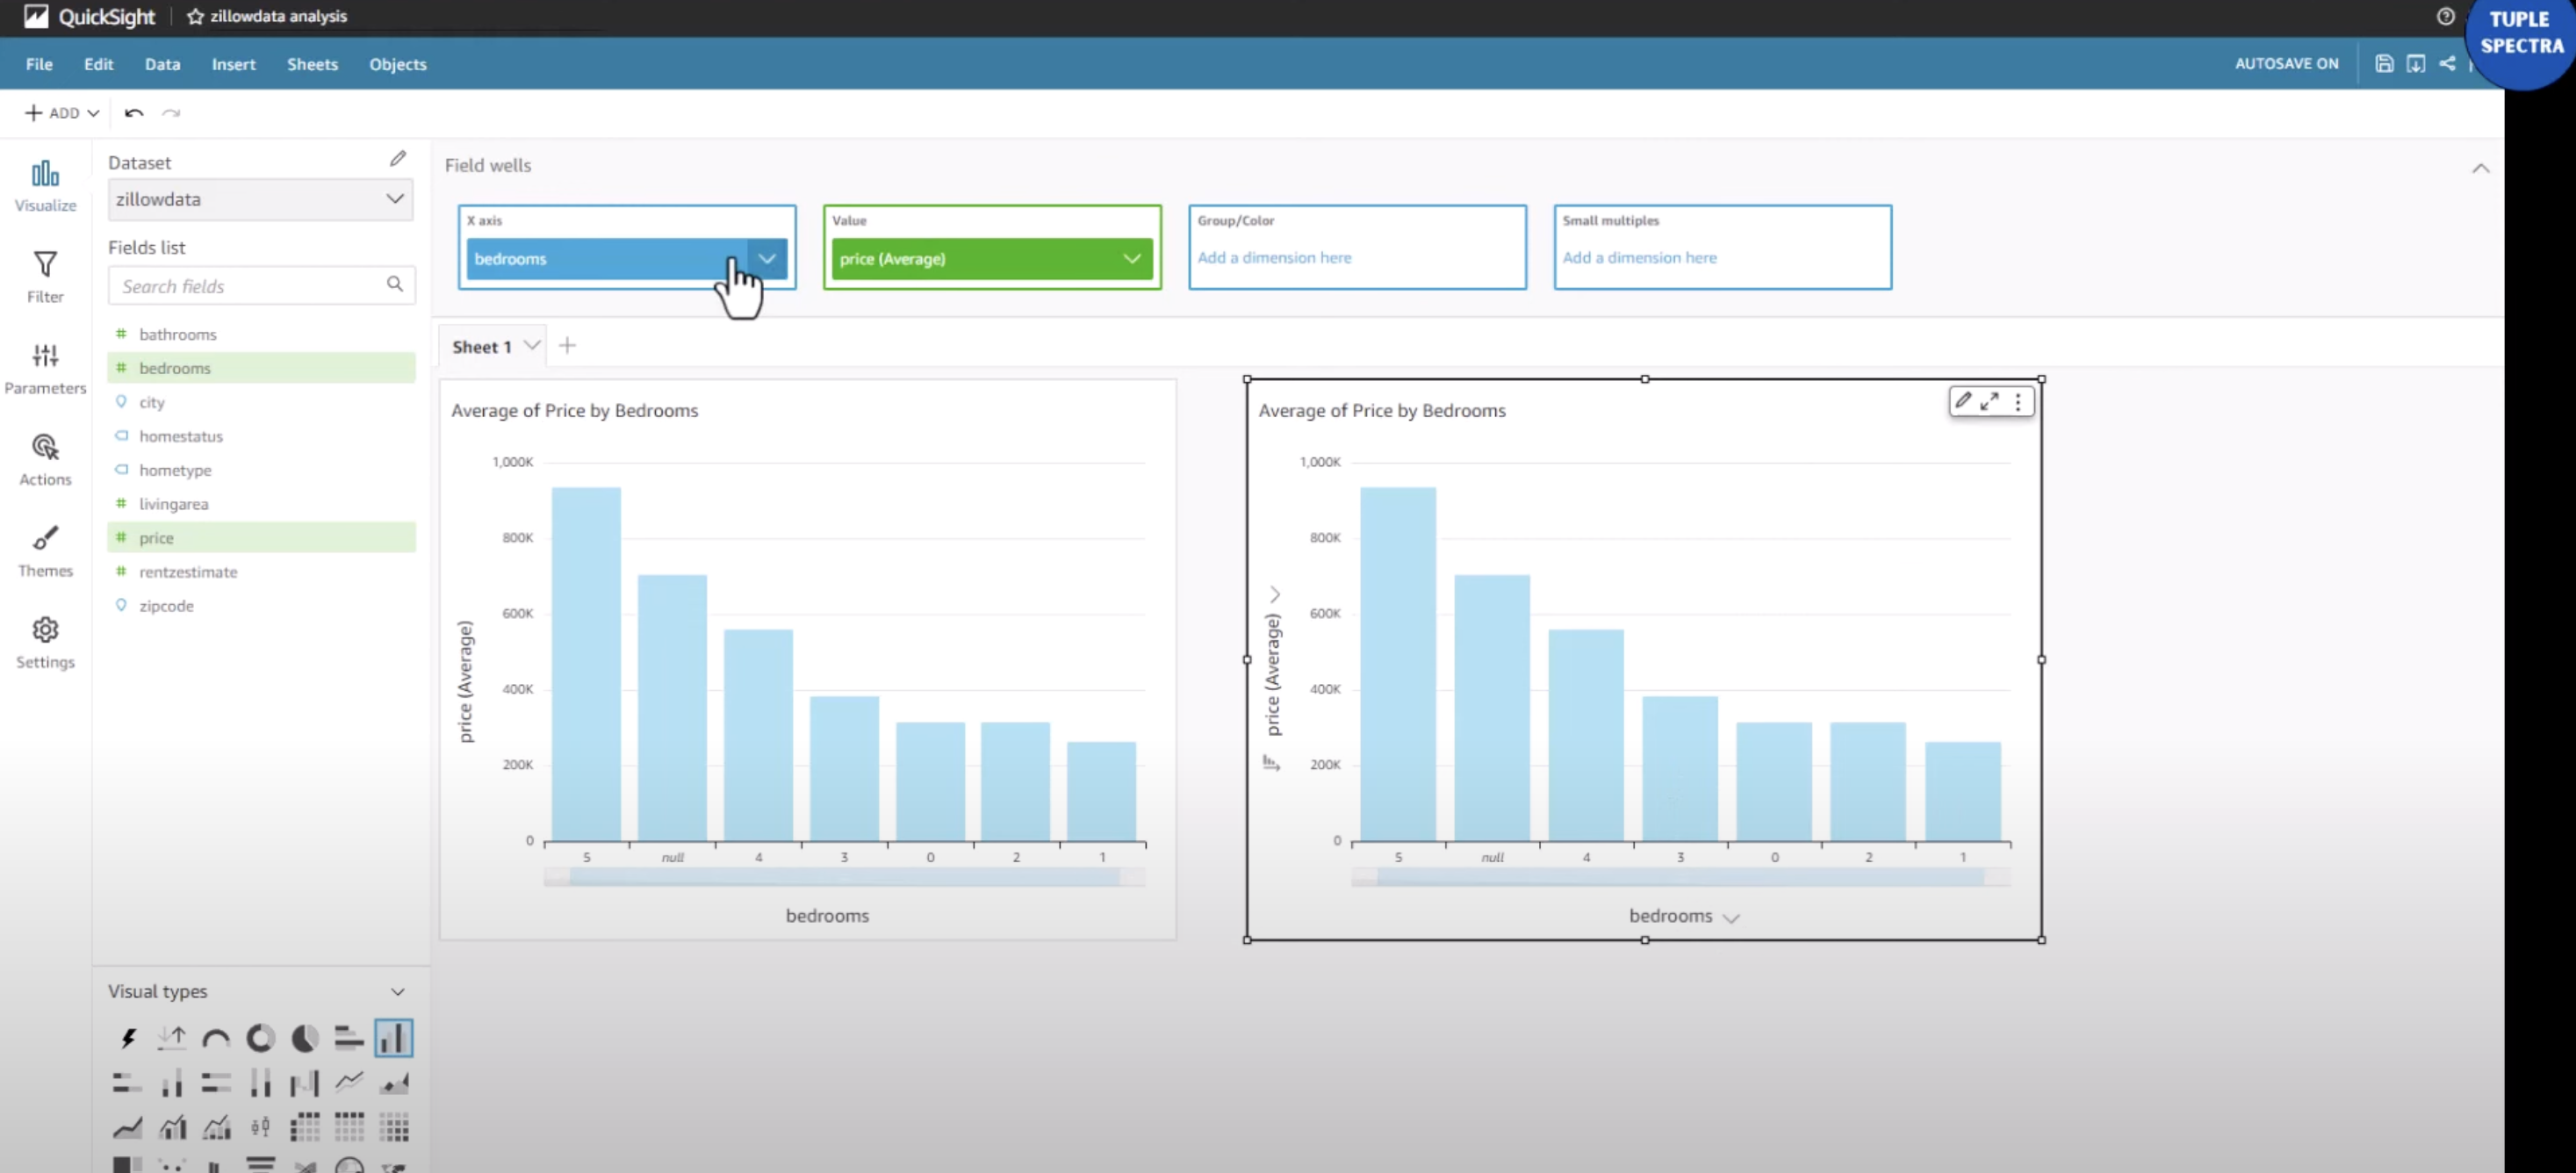 QuickSight
zillowdata analysis
TUPLE
SPECTRA
File Edit Data Insert Sheets Objects
AUTOSAVE ON
ADD
Visualize
Filter
Parameters
Actions
Themes
Settings
Dataset
zillowdata
Fields list
Search fields
bathrooms
bedrooms
city
homestatus
hometype
livingarea
price
rentzestimate
zipcode
Visual types
Field wells
X axis
bedrooms
Value
price (Average)
Group/Color
Add a dimension here
Small multiples
Add a dimension here
Sheet 1
Average of Price by Bedrooms
1,000K
800K
600K
400K
200K
0
price (Average)
5 null 4 3 0 2 1
bedrooms
Average of Price by Bedrooms
1,000K
800K
600K
400K
200K
0
price (Average)
5 null 4 3 0 2 1
bedrooms